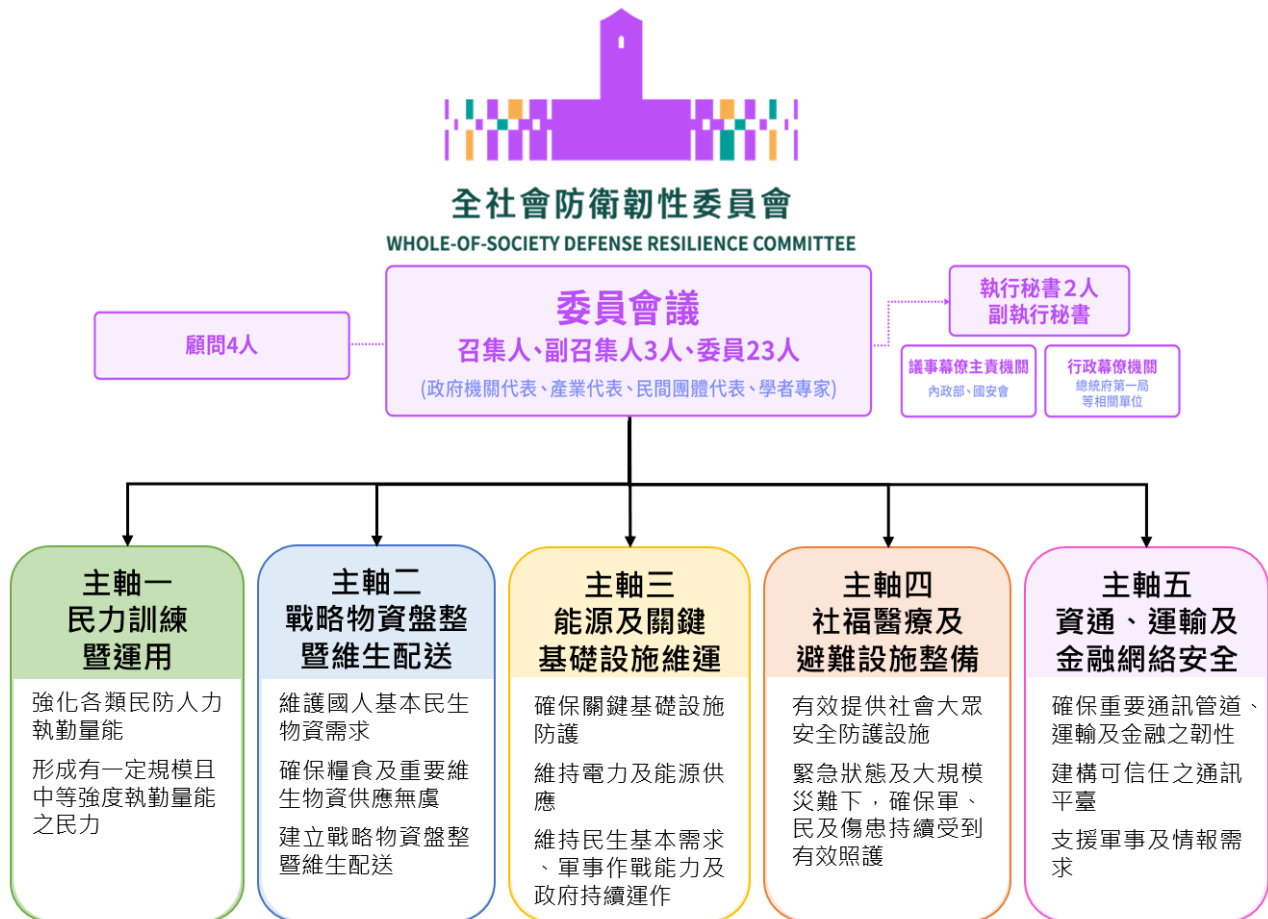 全社會防衛韌性委員會
WHOLE-OF-SOCIETY DEFENSE RESILIENCE COMMITTEE
顧問4人
委員會議
召集人、副召集人3人、委員23人
(政府機關代表、產業代表、民間團體代表、學者專家)
執行秘書2人
副執行秘書
議事幕僚主責機關
內政部、國安會
行政幕僚機關
總統府第一局
等相關單位
主軸一
民力訓練
暨運用
強化各類民防人力
執勤量能
形成有一定規模且
中等強度執勤量能
之民力
主軸二
戰略物資盤整
暨維生配送
維護國人基本民生
物資需求
確保糧食及重要維
生物資供應無虞
建立戰略物資盤整
暨維生配送
主軸三
能源及關鍵
基礎設施維運
確保關鍵基礎設施
防護
維持電力及能源供
應
維持民生基本需求
、軍事作戰能力及
政府持續運作
主軸四
社福醫療及
避難設施整備
有效提供社會大眾
安全防護設施
緊急狀態及大規模
災難下，確保軍、
民及傷患持續受到
有效照護
主軸五
資通、運輸及
金融網絡安全
確保重要通訊管道、
運輸及金融之韌性
建構可信任之通訊
平臺
支援軍事及情報需
求